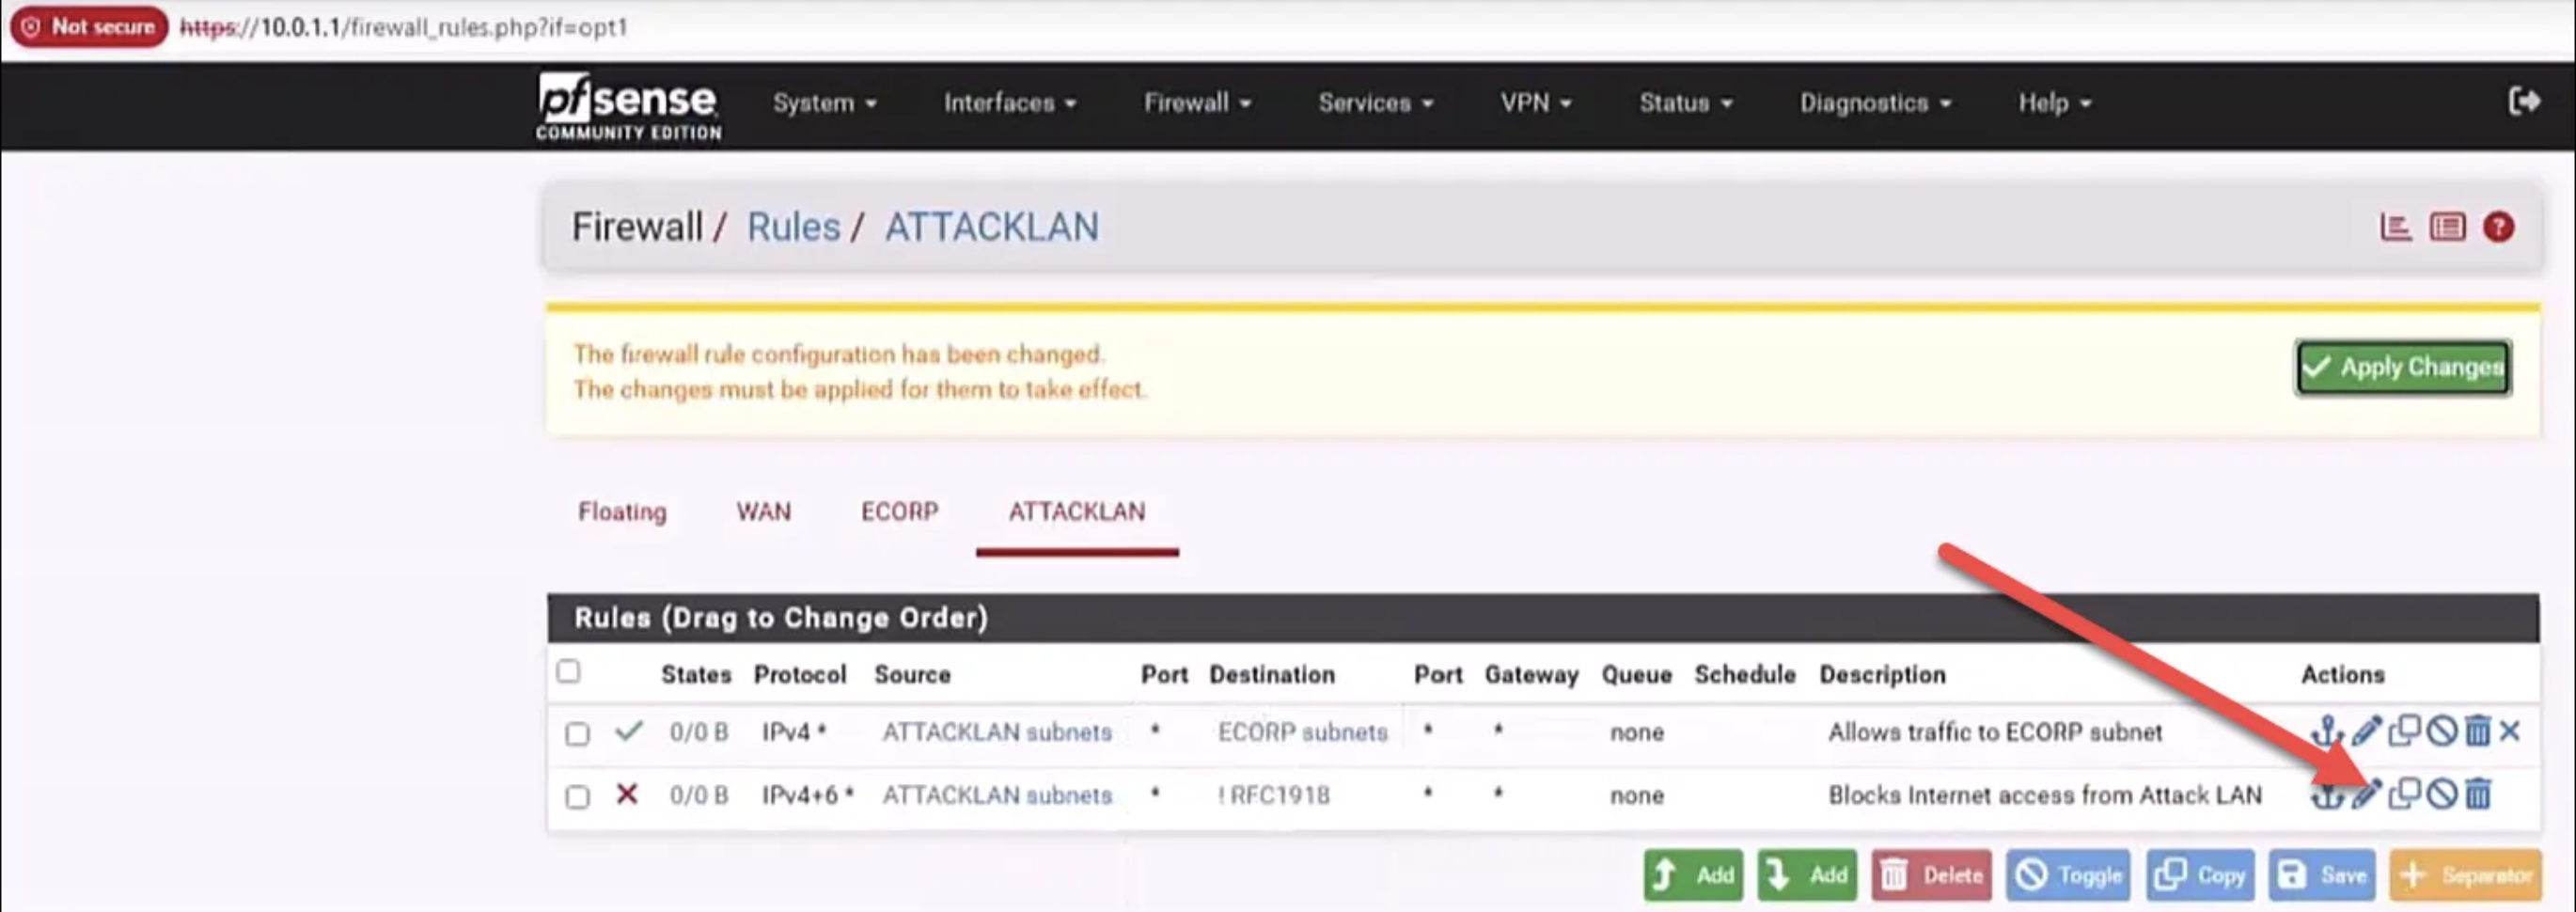 Not secure https://10.0.1.1/firewall_rules.php?if=opt1
pfsense
COMMUNITY EDITION
System Interfaces Firewall Services VPN Status Diagnostics Help
Firewall / Rules / ATTACKLAN
The firewall rule configuration has been changed.
The changes must be applied for them to take effect.
Apply Changes
Floating WAN ECORP ATTACKLAN
Rules (Drag to Change Order)
States Protocol Source Port Destination Port Gateway Queue Schedule Description Actions
0/0 B IPv4 * ATTACKLAN subnets * ECORP subnets * * none Allows traffic to ECORP subnet
0/0 B IPv4+6 * ATTACKLAN subnets * ! RFC1918 * * none Blocks Internet access from Attack LAN
Add Add Delete Toggle Copy Save Separator